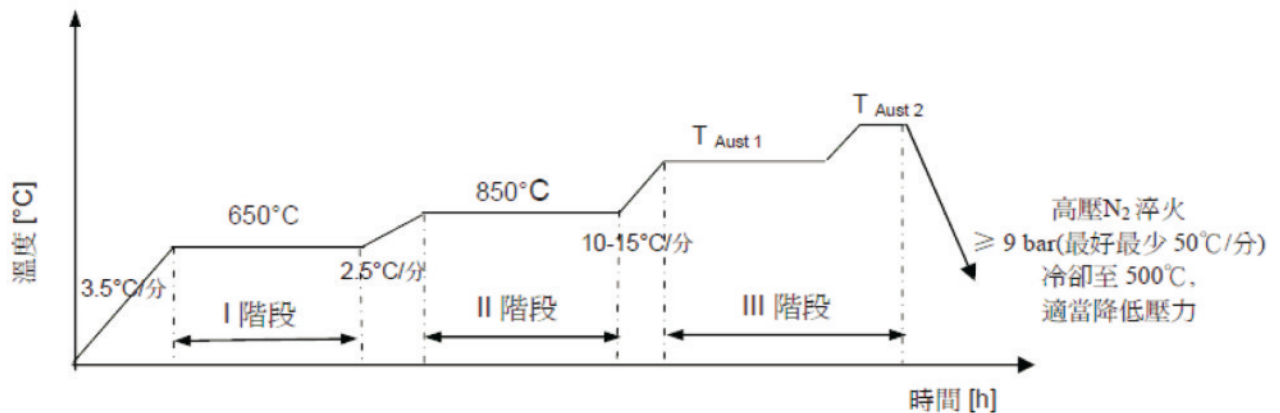 T Aust 2
T Aust 1
850°C
650°C
溫度 [°C]
3.5°C/分
2.5°C/分
10-15°C/分
高壓N₂ 淬火
≥ 9 bar(最好最少 50℃/分)
冷卻至 500℃,
適當降低壓力
I 階段
II 階段
III 階段
時間 [h]